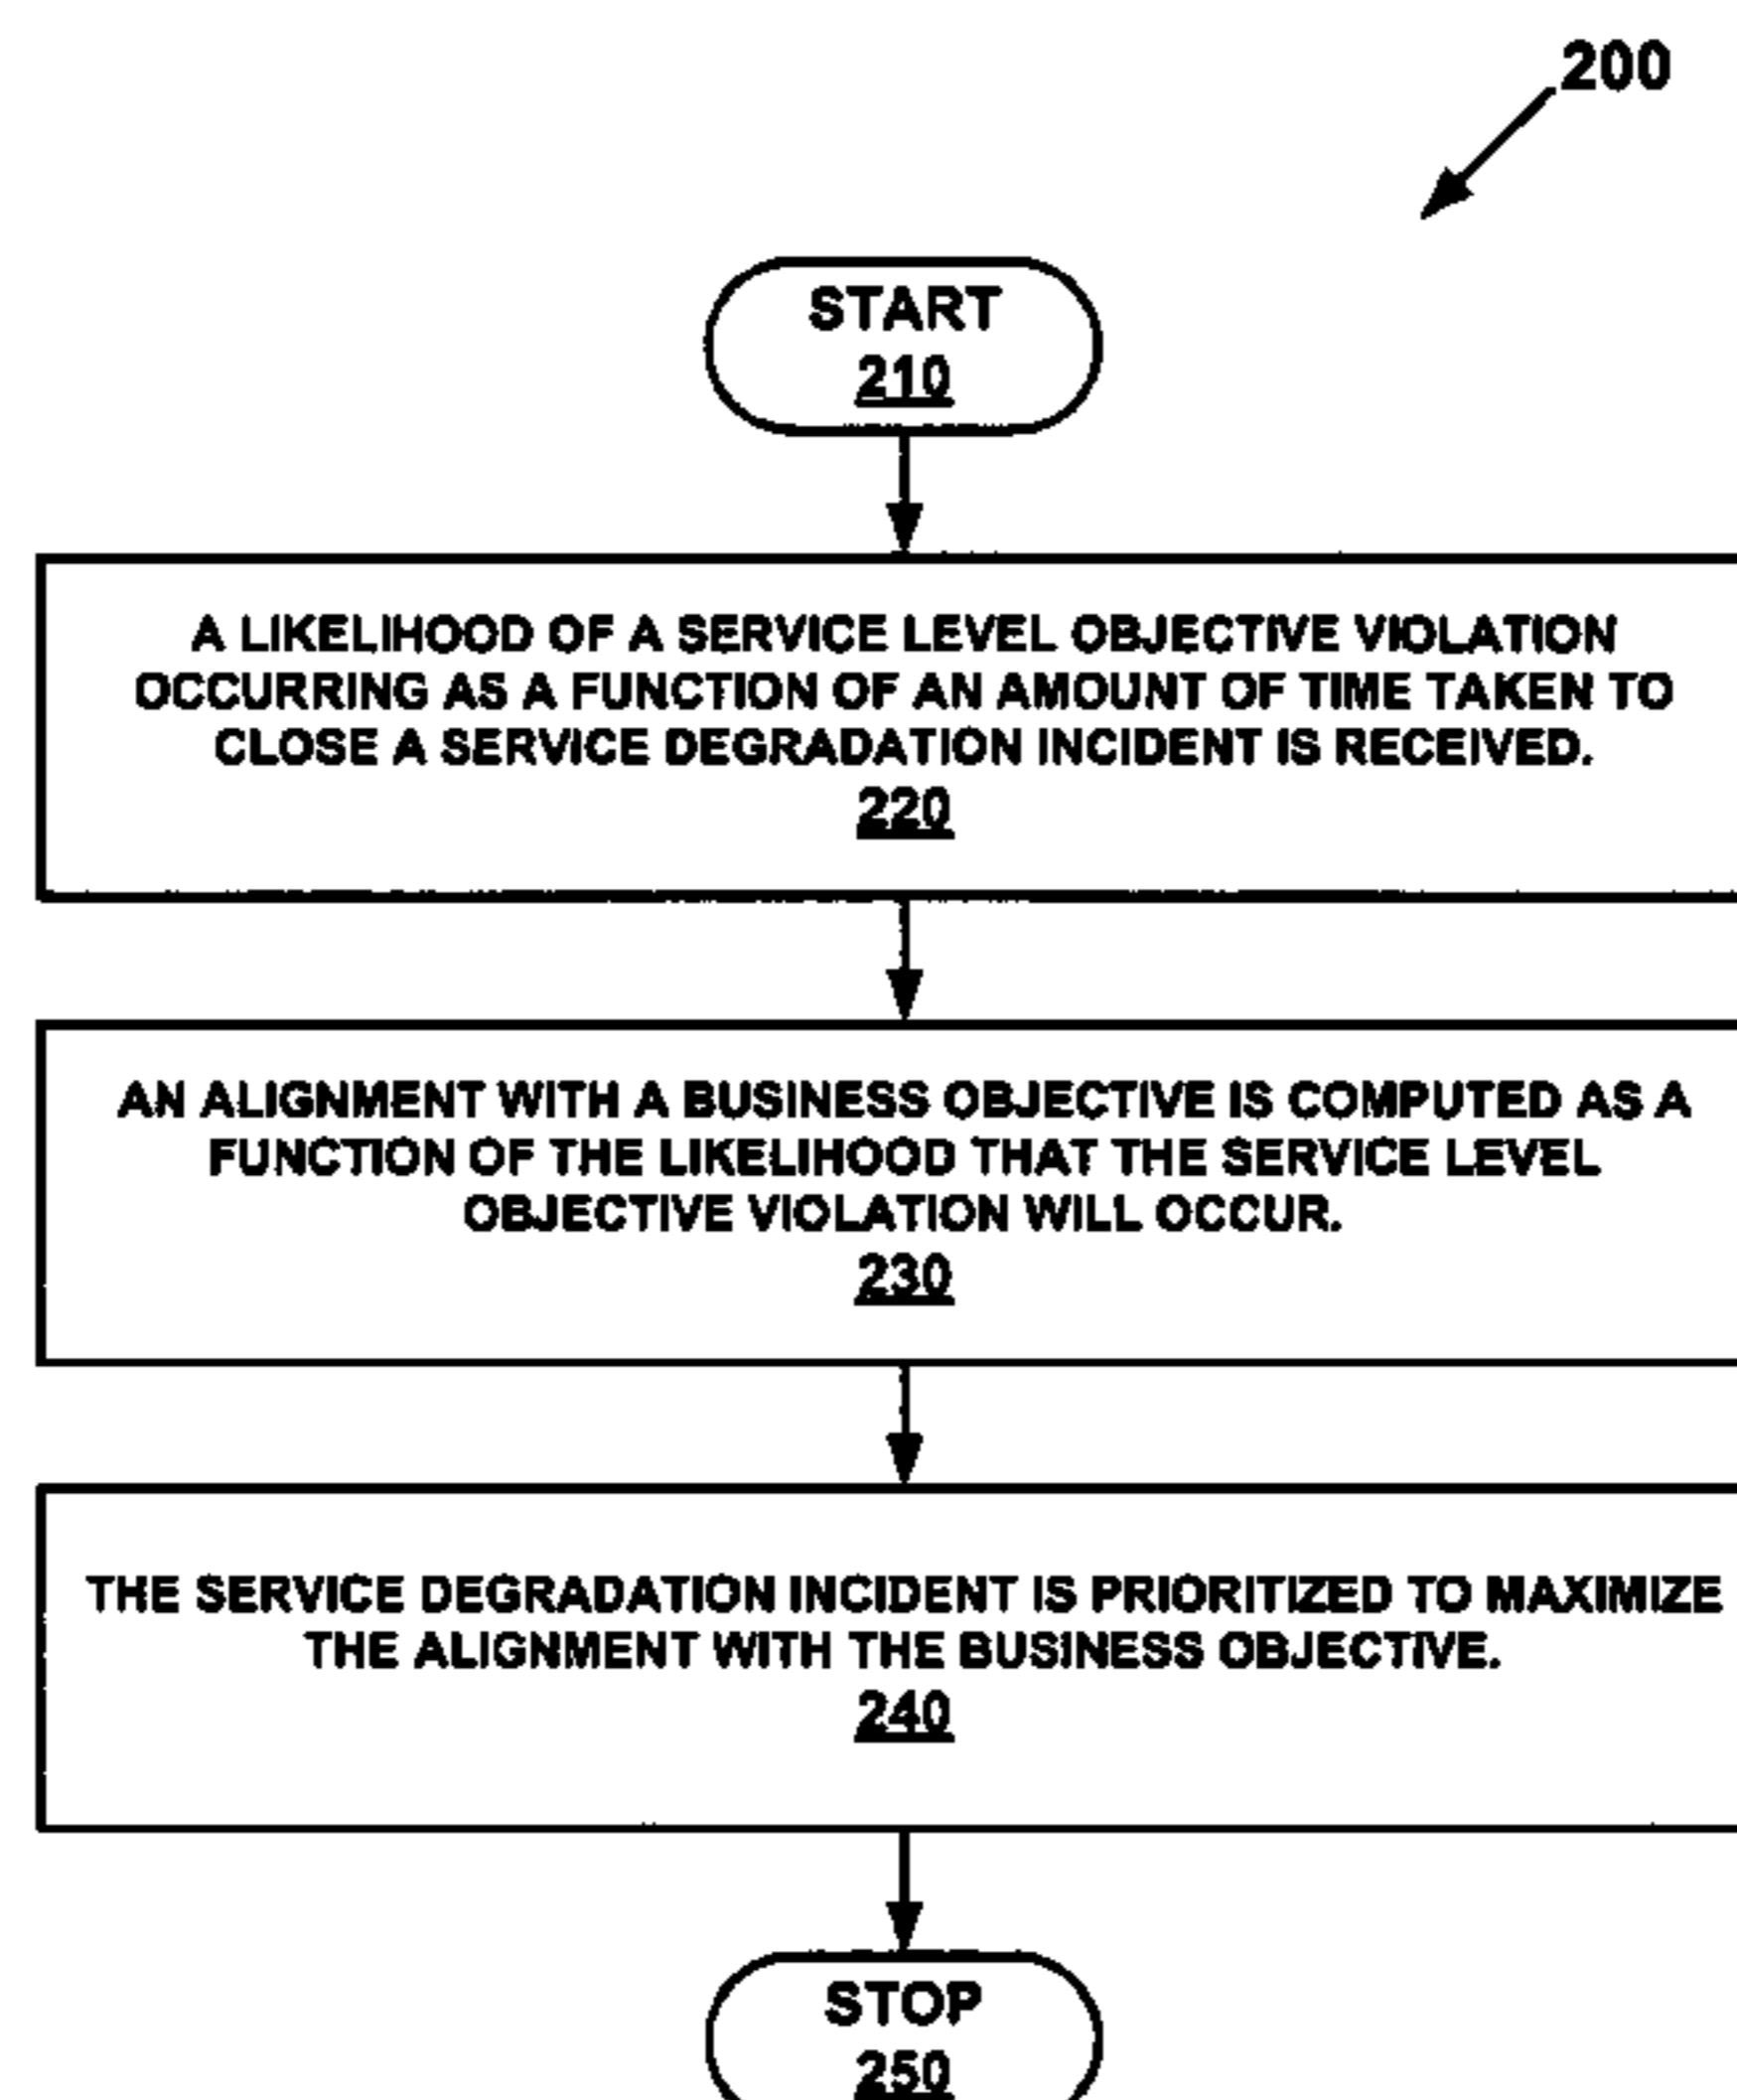 200
START
210
A LIKELIHOOD OF A SERVICE LEVEL OBJECTIVE VIOLATION
OCCURRING AS A FUNCTION OF AN AMOUNT OF TIME TAKEN TO
CLOSE A SERVICE DEGRADATION INCIDENT IS RECEIVED.
220
AN ALIGNMENT WITH A BUSINESS OBJECTIVE IS COMPUTED AS A
FUNCTION OF THE LIKELIHOOD THAT THE SERVICE LEVEL
OBJECTIVE VIOLATION WILL OCCUR.
230
THE SERVICE DEGRADATION INCIDENT IS PRIORITIZED TO MAXIMIZE
THE ALIGNMENT WITH THE BUSINESS OBJECTIVE.
240
STOP
250